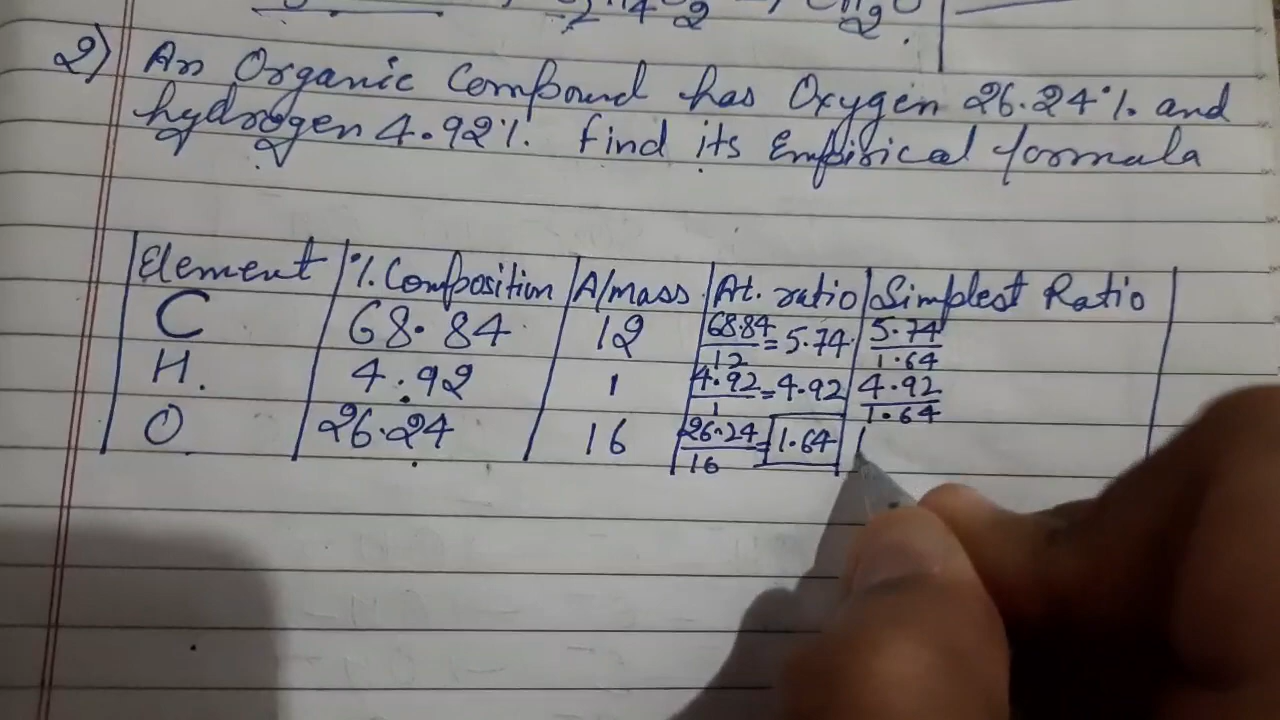 2) An Organic Compound has Oxygen 26.24%. and
hydrogen 4.92%. find its Empirical formula
Element %. Composition A/mass At. ratio Simplest Ratio
C 68.84 12 68.84/12 = 5.74 5.74/1.64
H. 4.92 1 4.92/1 = 4.92 4.92/1.64
O 26.24 16 26.24/16 = 1.64 1